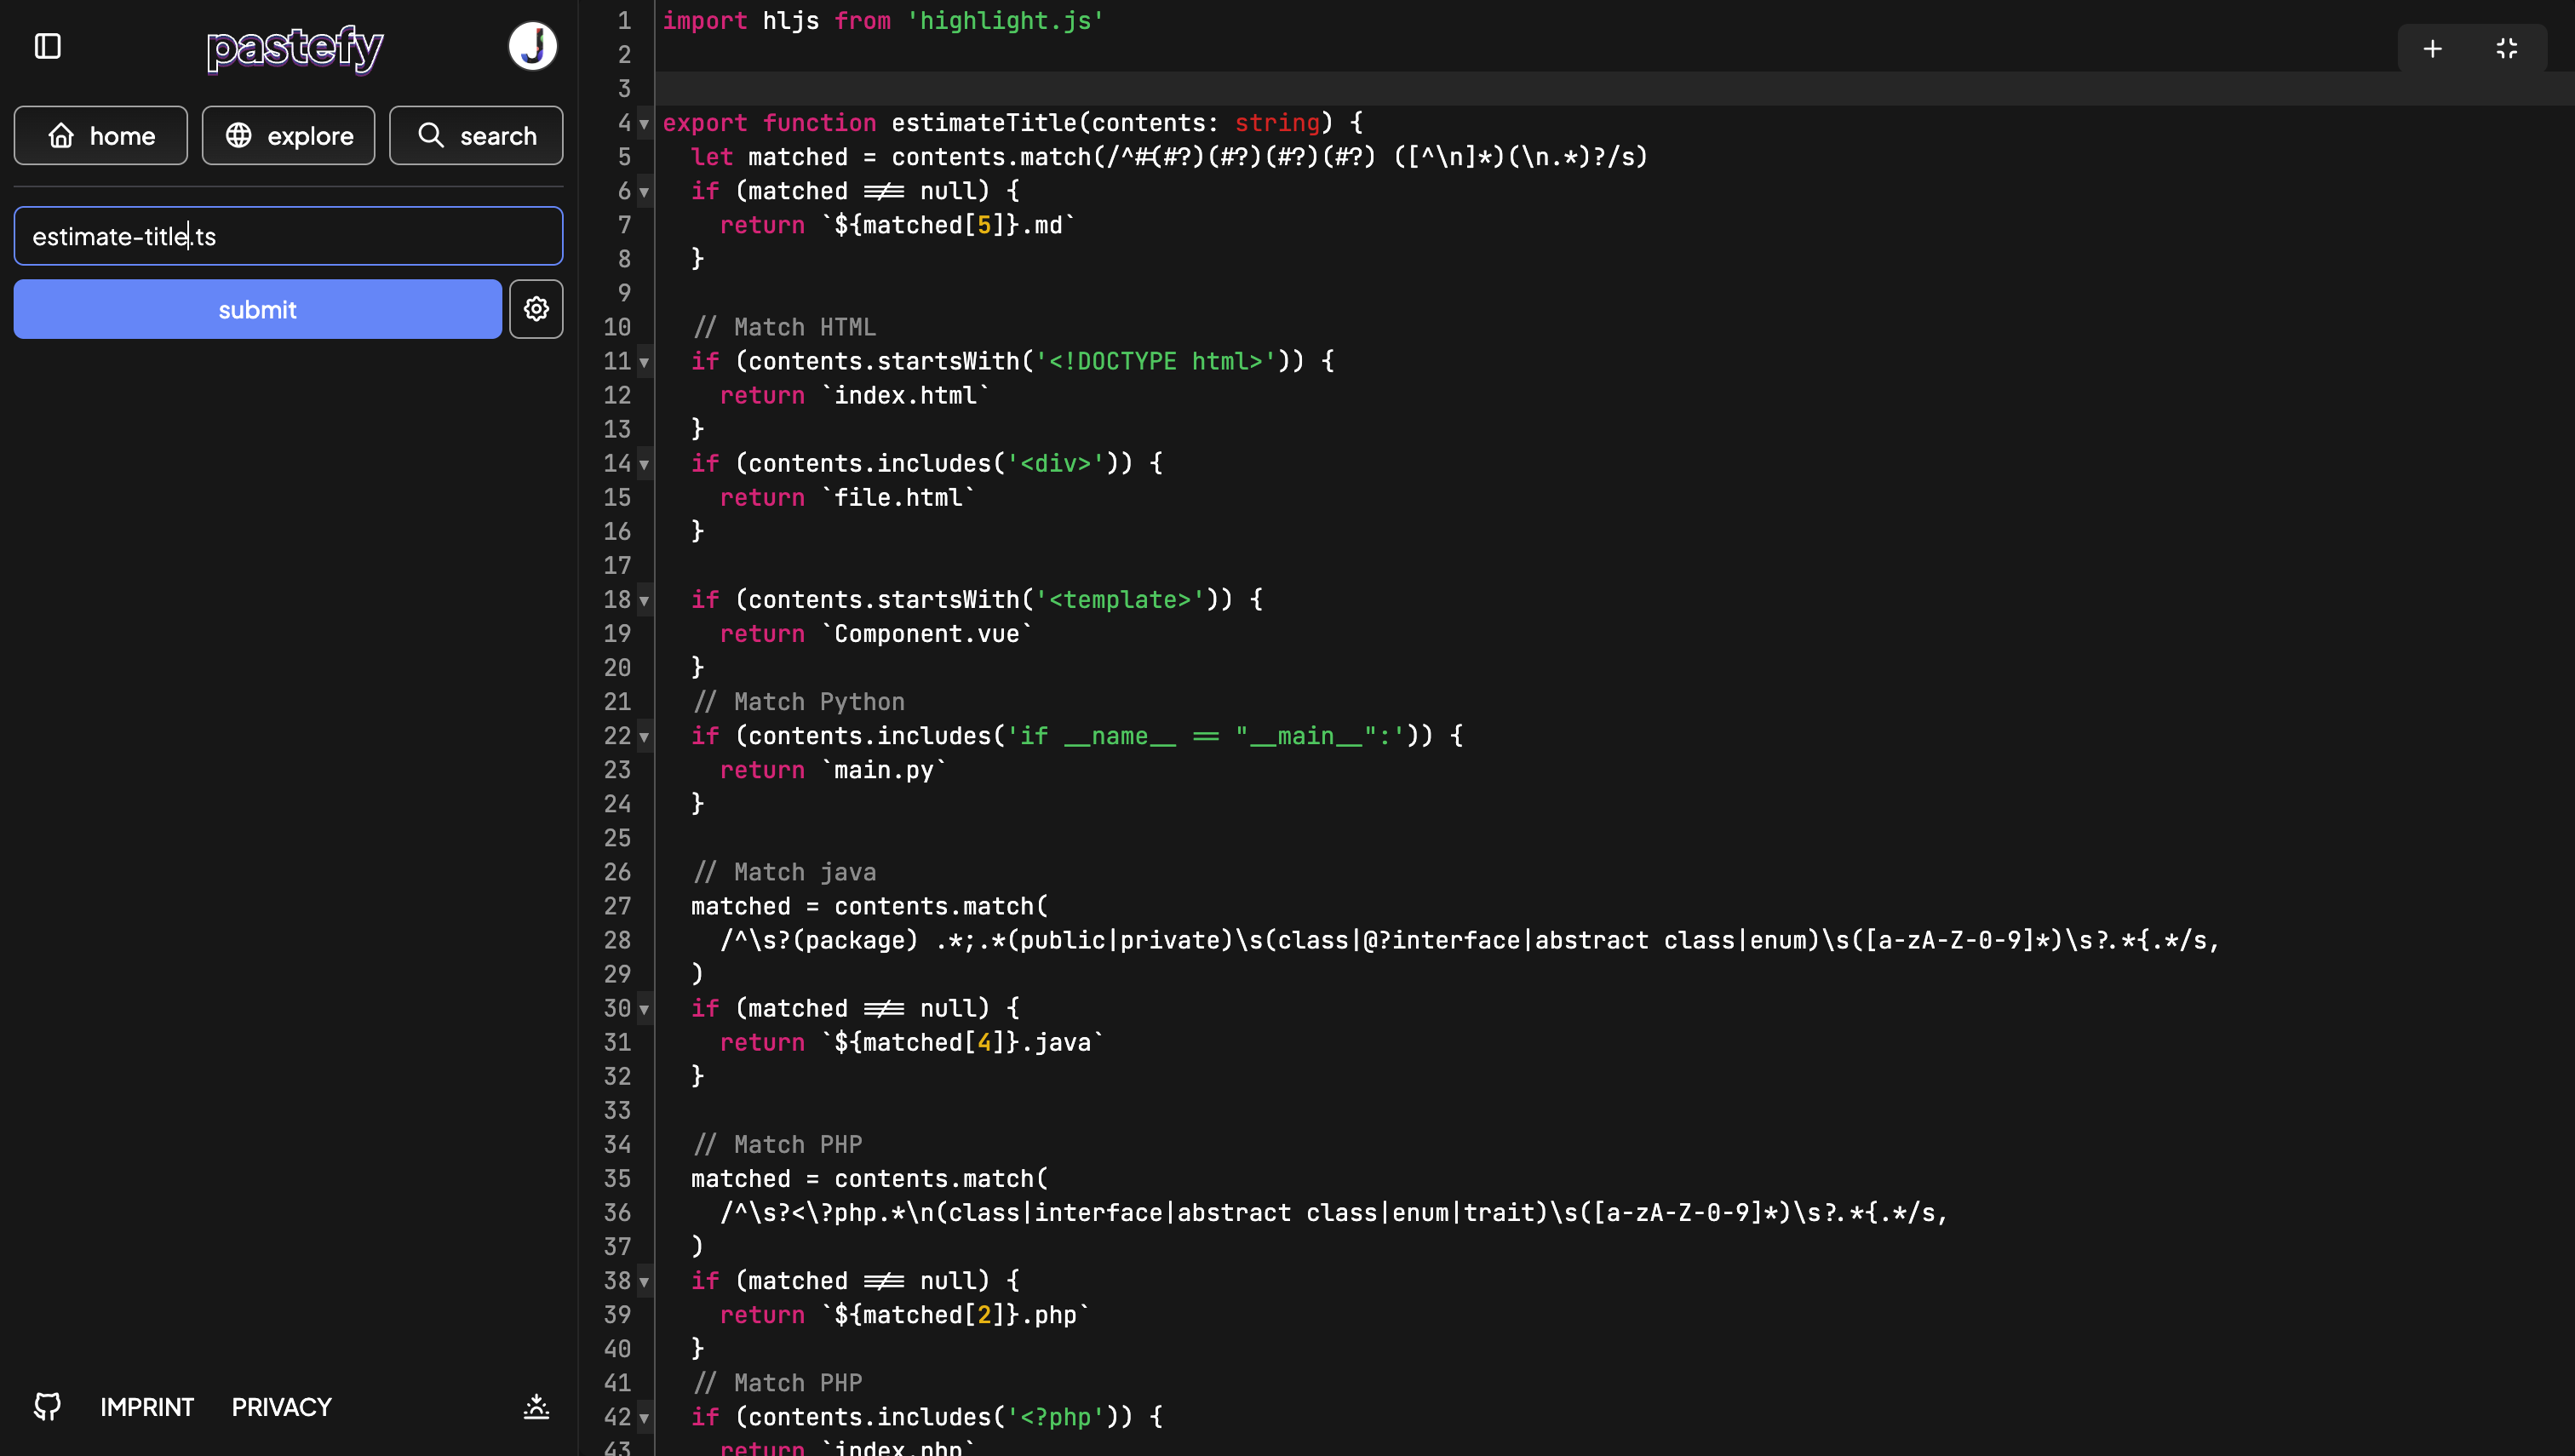 pastefy
J
home
explore
search
estimate-title.ts
submit
IMPRINT
PRIVACY
1 import hljs from 'highlight.js'
2
3
4 export function estimateTitle(contents: string) {
5 let matched = contents.match(/^#(#?)(#?)(#?)(#?) ([^\n]*)(\n.*)?/s)
6 if (matched !== null) {
7 return `${matched[5]}.md`
8 }
9
10 // Match HTML
11 if (contents.startsWith('<!DOCTYPE html>')) {
12 return `index.html`
13 }
14 if (contents.includes('<div>')) {
15 return `file.html`
16 }
17
18 if (contents.startsWith('<template>')) {
19 return `Component.vue`
20 }
21 // Match Python
22 if (contents.includes('if __name__ == "__main__":')) {
23 return `main.py`
24 }
25
26 // Match java
27 matched = contents.match(
28 /^\s?(package) .*;.*(public|private)\s(class|@?interface|abstract class|enum)\s([a-zA-Z-0-9]*)\s?.*{.*/s,
29 )
30 if (matched !== null) {
31 return `${matched[4]}.java`
32 }
33
34 // Match PHP
35 matched = contents.match(
36 /^\s?<\?php.*\n(class|interface|abstract class|enum|trait)\s([a-zA-Z-0-9]*)\s?.*{.*/s,
37 )
38 if (matched !== null) {
39 return `${matched[2]}.php`
40 }
41 // Match PHP
42 if (contents.includes('<?php')) {
43 return `index.php`